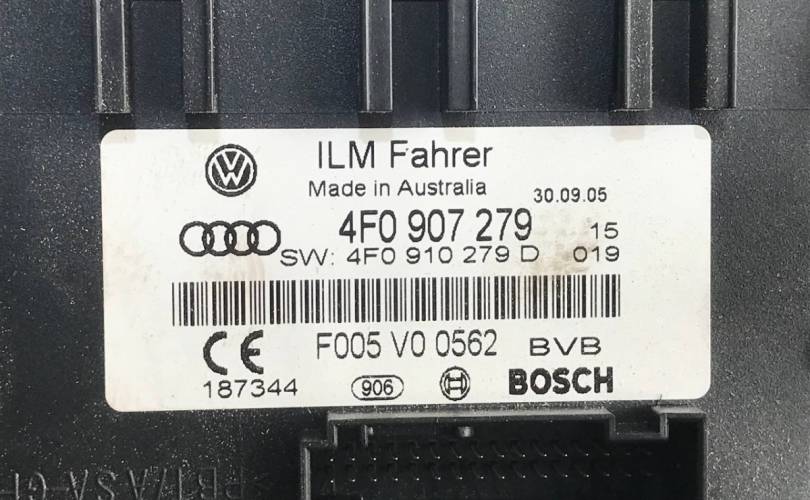 ILM Fahrer
Made in Australia
30.09.05
4F0 907 279 15
SW: 4F0 910 279 D 019
F005 V0 0562 BVB
CE
187344 906 BOSCH